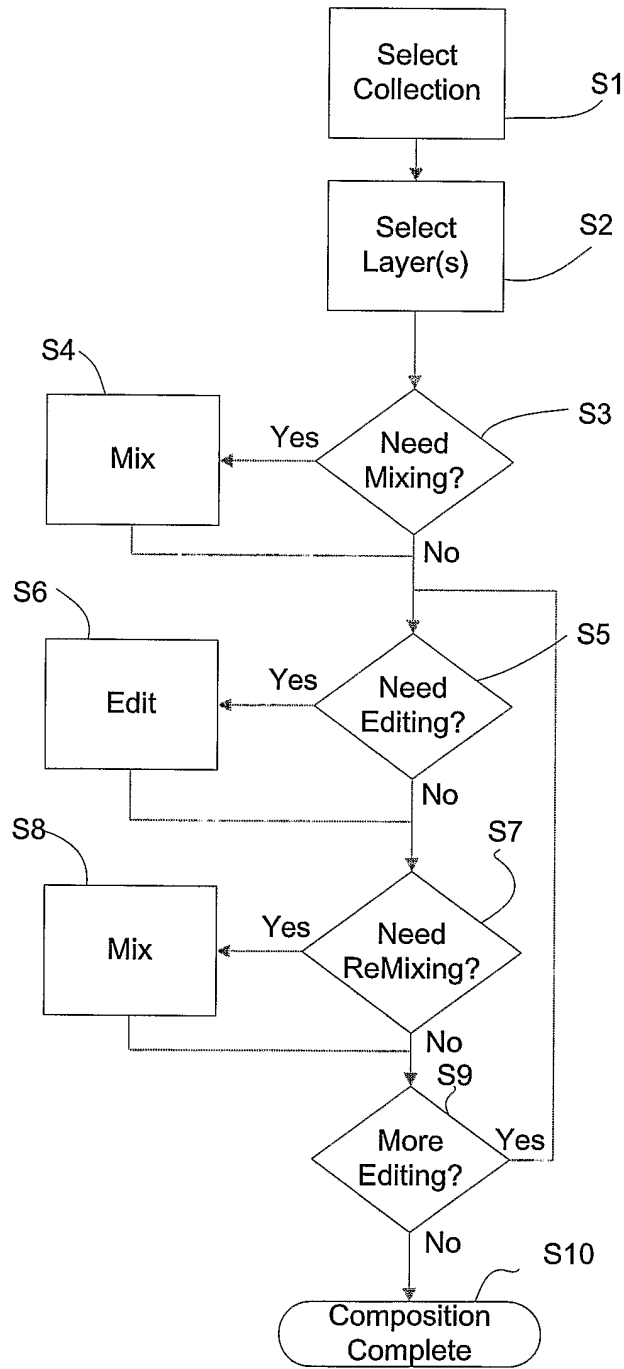 Select
Collection
S1
Select
Layer(s)
S2
S4
S3
Mix
Yes
Need
Mixing?
No
S6
S5
Edit
Yes
Need
Editing?
No
S8
S7
Mix
Yes
Need
ReMixing?
No
S9
More
Editing?
Yes
No
S10
Composition
Complete